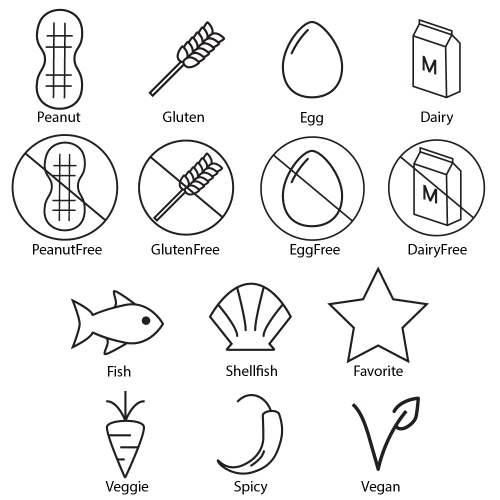 Peanut
Gluten
Egg
M
Dairy
PeanutFree
GlutenFree
EggFree
M
DairyFree
Fish
Shellfish
Favorite
Veggie
Spicy
Vegan